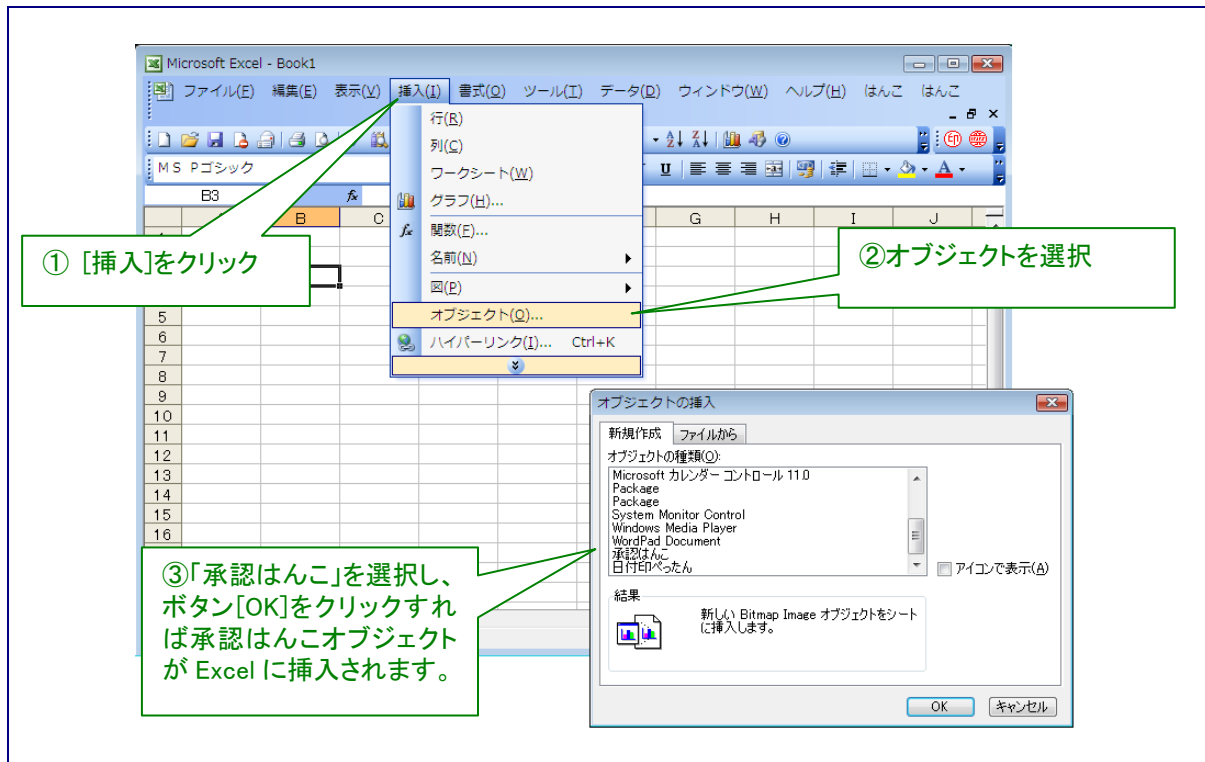 Microsoft Excel - Book1
ファイル(F) 編集(E) 表示(V) 挿入(I) 書式(O) ツール(T) データ(D) ウィンドウ(W) ヘルプ(H) はんこ はんこ
MS Pゴシック
U A
B3 fx
B C G H I J
行(R)
列(C)
ワークシート(W)
グラフ(H)...
fx 関数(F)...
名前(N)
図(P)
オブジェクト(O)...
ハイパーリンク(I)... Ctrl+K
① [挿入]をクリック
②オブジェクトを選択
5
6
7
8
9
10
11
12
13
14
15
16
オブジェクトの挿入
新規作成 ファイルから
オブジェクトの種類(O):
Microsoft カレンダー コントロール 11.0
Package
Package
System Monitor Control
Windows Media Player
WordPad Document
承認はんこ
日付印ぺったん
アイコンで表示(A)
結果
新しい Bitmap Image オブジェクトをシート
に挿入します。
OK キャンセル
③「承認はんこ」を選択し、
ボタン[OK]をクリックすれ
ば承認はんこオブジェクト
が Excel に挿入されます。